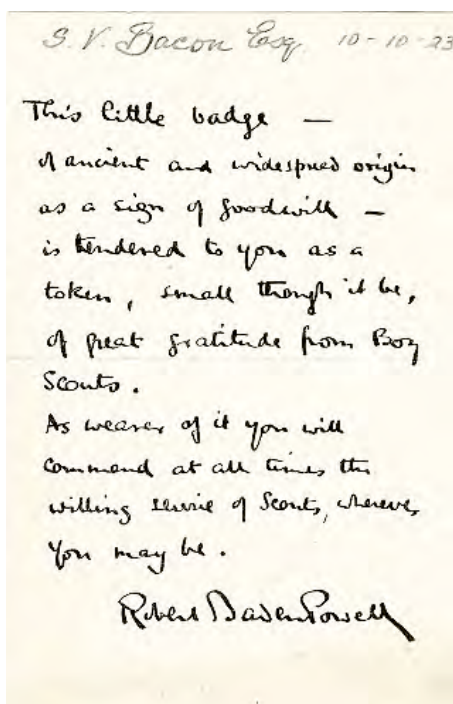 S. V. Bacon Esq. 10-10-23
This little badge —
of ancient and widespread origin
as a sign of goodwill —
is tendered to you as a
token, small though it be,
of great gratitude from Boy
Scouts.
As wearer of it you will
command at all times the
willing service of Scouts, wherever
you may be.
Robert Baden Powell